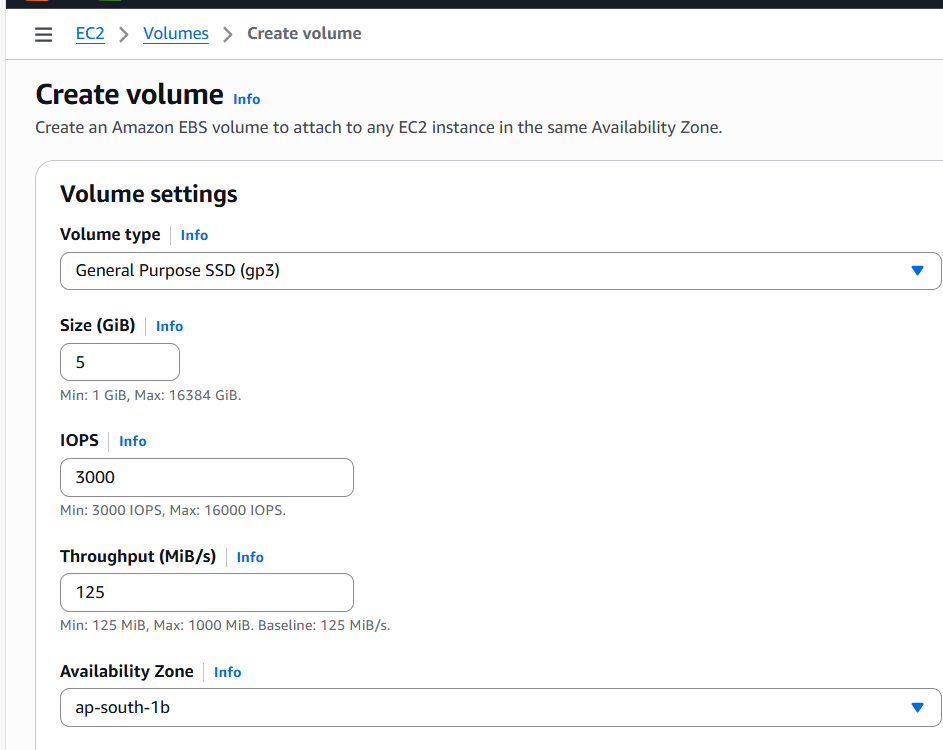 EC2 > Volumes > Create volume
Create volume Info
Create an Amazon EBS volume to attach to any EC2 instance in the same Availability Zone.
Volume settings
Volume type Info
General Purpose SSD (gp3)
Size (GiB) Info
5
Min: 1 GiB, Max: 16384 GiB.
IOPS Info
3000
Min: 3000 IOPS, Max: 16000 IOPS.
Throughput (MiB/s) Info
125
Min: 125 MiB, Max: 1000 MiB. Baseline: 125 MiB/s.
Availability Zone Info
ap-south-1b